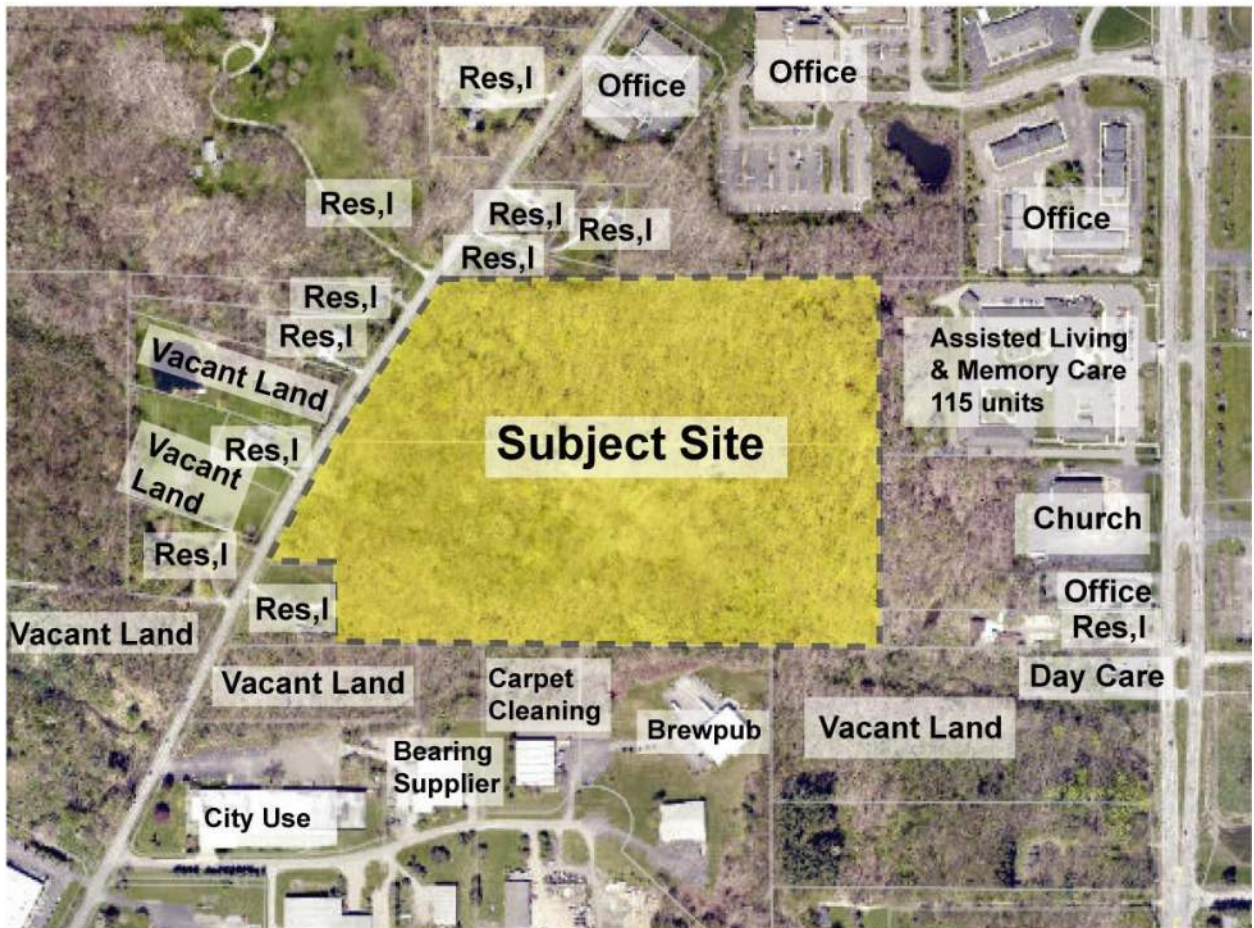 Res,I
Office
Office
Res,I
Res,I
Res,I
Office
Res,I
Res,I
Res,I
Assisted Living
& Memory Care
115 units
Vacant Land
Subject Site
Res,I
Vacant
Land
Church
Res,I
Office
Res,I
Res,I
Vacant Land
Day Care
Vacant Land
Carpet
Cleaning
Brewpub
Vacant Land
Bearing
Supplier
City Use